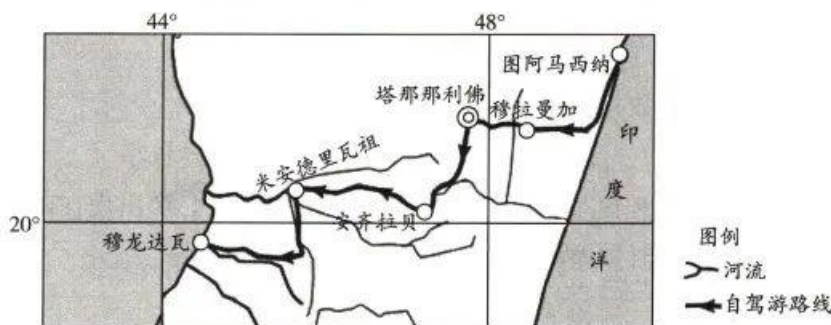 44°
48°
图阿马西纳
塔那那利佛
穆拉曼加
印
度
洋
米安德里瓦祖
安齐拉贝
20°
穆龙达瓦
图例
河流
自驾游路线